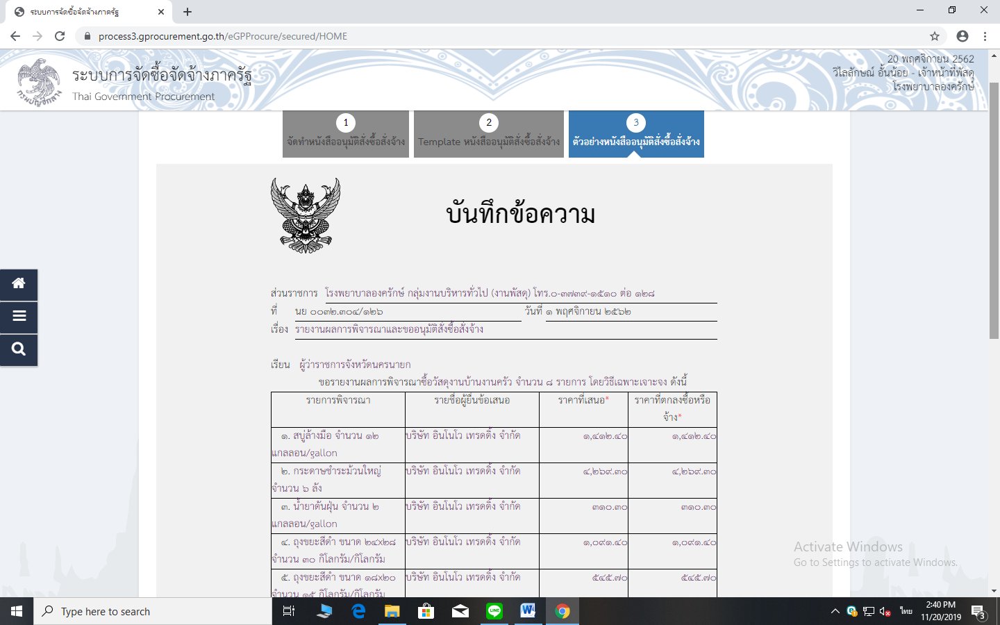 ระบบการจัดซื้อจัดจ้างภาครัฐ
process3.gprocurement.go.th/eGPProcure/secured/HOME
ระบบการจัดซื้อจัดจ้างภาครัฐ
Thai Government Procurement
กรมบัญชีกลาง
20 พฤศจิกายน 2562
วิไลลักษณ์ อั้นน้อย - เจ้าหน้าที่พัสดุ
โรงพยาบาลองครักษ์
1
จัดทำหนังสืออนุมัติสั่งซื้อสั่งจ้าง
2
Template หนังสืออนุมัติสั่งซื้อสั่งจ้าง
3
ตัวอย่างหนังสืออนุมัติสั่งซื้อสั่งจ้าง
บันทึกข้อความ
ส่วนราชการ โรงพยาบาลองครักษ์ กลุ่มงานบริหารทั่วไป (งานพัสดุ) โทร.๐-๓๗๓๙-๑๕๑๐ ต่อ ๑๒๘
ที่ นย ๐๐๓๒.๓๐๔/๑๒๖ วันที่ ๑ พฤศจิกายน ๒๕๖๒
เรื่อง รายงานผลการพิจารณาและขออนุมัติสั่งซื้อสั่งจ้าง
เรียน ผู้ว่าราชการจังหวัดนครนายก
ขอรายงานผลการพิจารณาซื้อวัสดุงานบ้านงานครัว จำนวน ๘ รายการ โดยวิธีเฉพาะเจาะจง ดังนี้
รายการพิจารณา รายชื่อผู้ยื่นข้อเสนอ ราคาที่เสนอ* ราคาที่ตกลงซื้อหรือ
จ้าง*
๑. สบู่ล้างมือ จำนวน ๑๒ บริษัท อินโนโว เทรดดิ้ง จำกัด ๑,๔๑๒.๔๐ ๑,๔๑๒.๔๐
แกลลอน/gallon
๒. กระดาษชำระม้วนใหญ่ บริษัท อินโนโว เทรดดิ้ง จำกัด ๔,๒๖๙.๓๐ ๔,๒๖๙.๓๐
จำนวน ๖ ลัง
๓. น้ำยาดันฝุ่น จำนวน ๒ บริษัท อินโนโว เทรดดิ้ง จำกัด ๓๑๐.๓๐ ๓๑๐.๓๐
แกลลอน/gallon
๔. ถุงขยะสีดำ ขนาด ๒๔x๒๘ บริษัท อินโนโว เทรดดิ้ง จำกัด ๑,๐๙๑.๔๐ ๑,๐๙๑.๔๐
จำนวน ๓๐ กิโลกรัม/กิโลกรัม
๕. ถุงขยะสีดำ ขนาด ๑๘x๒๐ บริษัท อินโนโว เทรดดิ้ง จำกัด ๕๔๕.๗๐ ๕๔๕.๗๐
จำนวน ๑๕ กิโลกรัม/กิโลกรัม
Activate Windows
Go to Settings to activate Windows.
Type here to search
LINE
ไทย
2:40 PM
11/20/2019
3